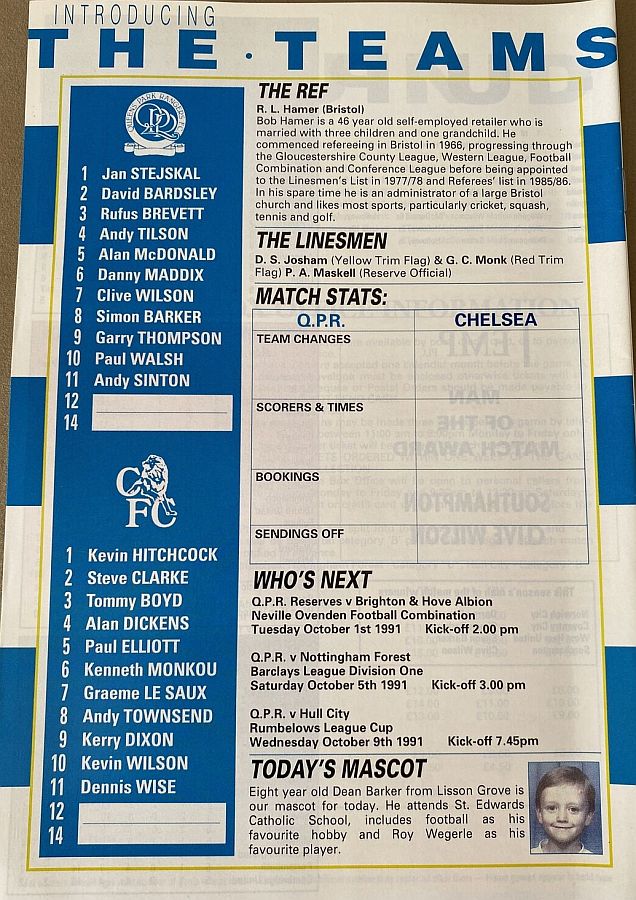 INTRODUCING
THE · TEAMS
QUEENS PARK RANGERS F.C.
1 Jan STEJSKAL
2 David BARDSLEY
3 Rufus BREVETT
4 Andy TILSON
5 Alan McDONALD
6 Danny MADDIX
7 Clive WILSON
8 Simon BARKER
9 Garry THOMPSON
10 Paul WALSH
11 Andy SINTON
12
14
CFC
1 Kevin HITCHCOCK
2 Steve CLARKE
3 Tommy BOYD
4 Alan DICKENS
5 Paul ELLIOTT
6 Kenneth MONKOU
7 Graeme LE SAUX
8 Andy TOWNSEND
9 Kerry DIXON
10 Kevin WILSON
11 Dennis WISE
12
14
THE REF
R. L. Hamer (Bristol)
Bob Hamer is a 46 year old self-employed retailer who is
married with three children and one grandchild. He
commenced refereeing in Bristol in 1966, progressing through
the Gloucestershire County League, Western League, Football
Combination and Conference League before being appointed
to the Linesmen's List in 1977/78 and Referees' list in 1985/86.
In his spare time he is an administrator of a large Bristol
church and likes most sports, particularly cricket, squash,
tennis and golf.
THE LINESMEN
D. S. Josham (Yellow Trim Flag) & G. C. Monk (Red Trim
Flag) P. A. Maskell (Reserve Official)
MATCH STATS:
Q.P.R. CHELSEA
TEAM CHANGES
SCORERS & TIMES
BOOKINGS
SENDINGS OFF
WHO'S NEXT
Q.P.R. Reserves v Brighton & Hove Albion
Neville Ovenden Football Combination
Tuesday October 1st 1991 Kick-off 2.00 pm
Q.P.R. v Nottingham Forest
Barclays League Division One
Saturday October 5th 1991 Kick-off 3.00 pm
Q.P.R. v Hull City
Rumbelows League Cup
Wednesday October 9th 1991 Kick-off 7.45pm
TODAY'S MASCOT
Eight year old Dean Barker from Lisson Grove is
our mascot for today. He attends St. Edwards
Catholic School, includes football as his
favourite hobby and Roy Wegerle as his
favourite player.